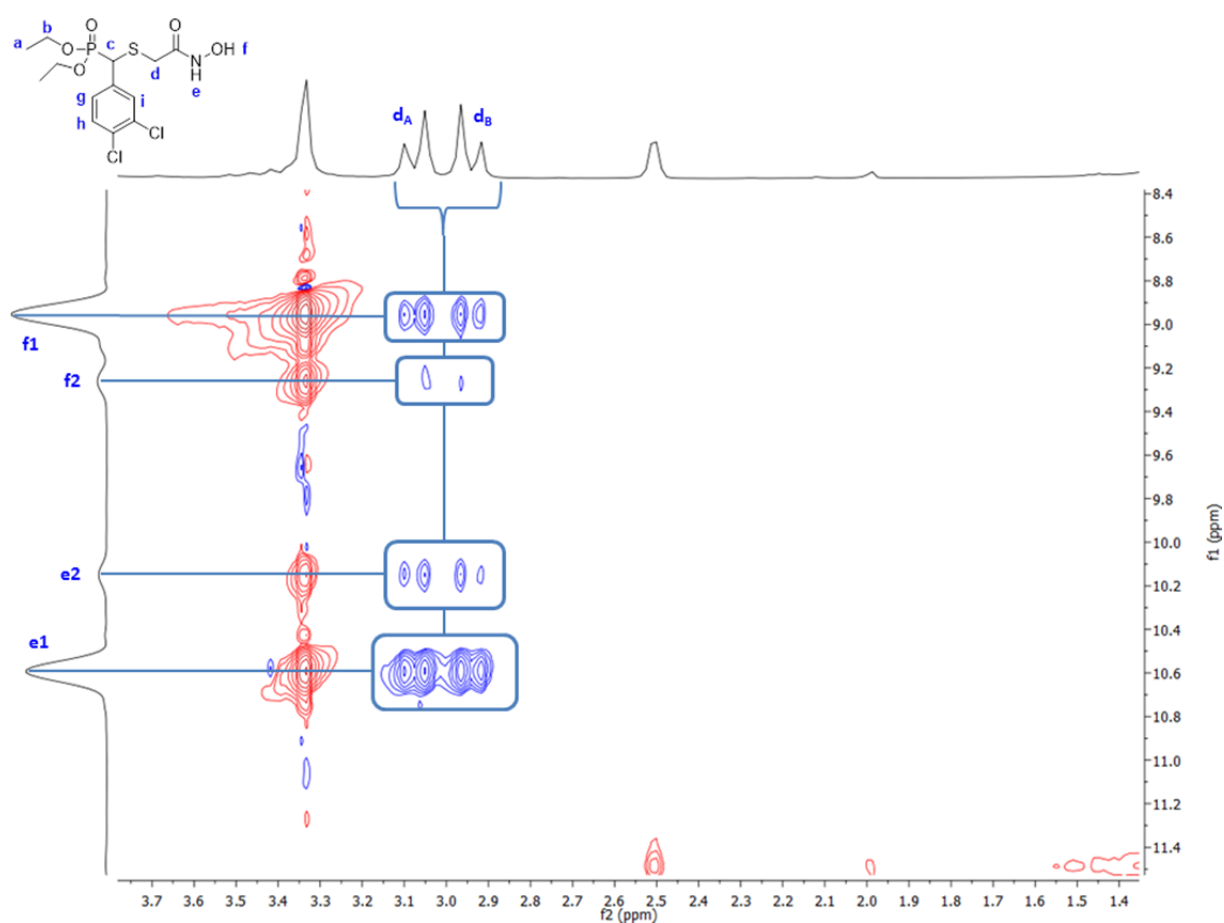 O
a
b
O
P
c
S
O
N
H
OH
f
O
d
e
g
i
h
Cl
Cl
dA
dB
f1
f2
e2
e1
8.4
8.6
8.8
9.0
9.2
9.4
9.6
9.8
10.0
10.2
10.4
10.6
10.8
11.0
11.2
11.4
f1 (ppm)
3.7 3.6 3.5 3.4 3.3 3.2 3.1 3.0 2.9 2.8 2.7 2.6 2.5 2.4 2.3 2.2 2.1 2.0 1.9 1.8 1.7 1.6 1.5 1.4
f2 (ppm)